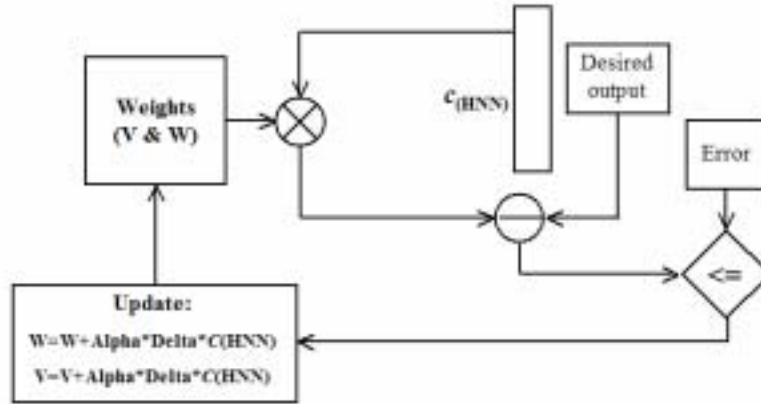 Weights
(V & W)
C(HNN)
Desired
output
Error
<=
Update:
W=W+Alpha*Delta*C(HNN)
V=V+Alpha*Delta*C(HNN)